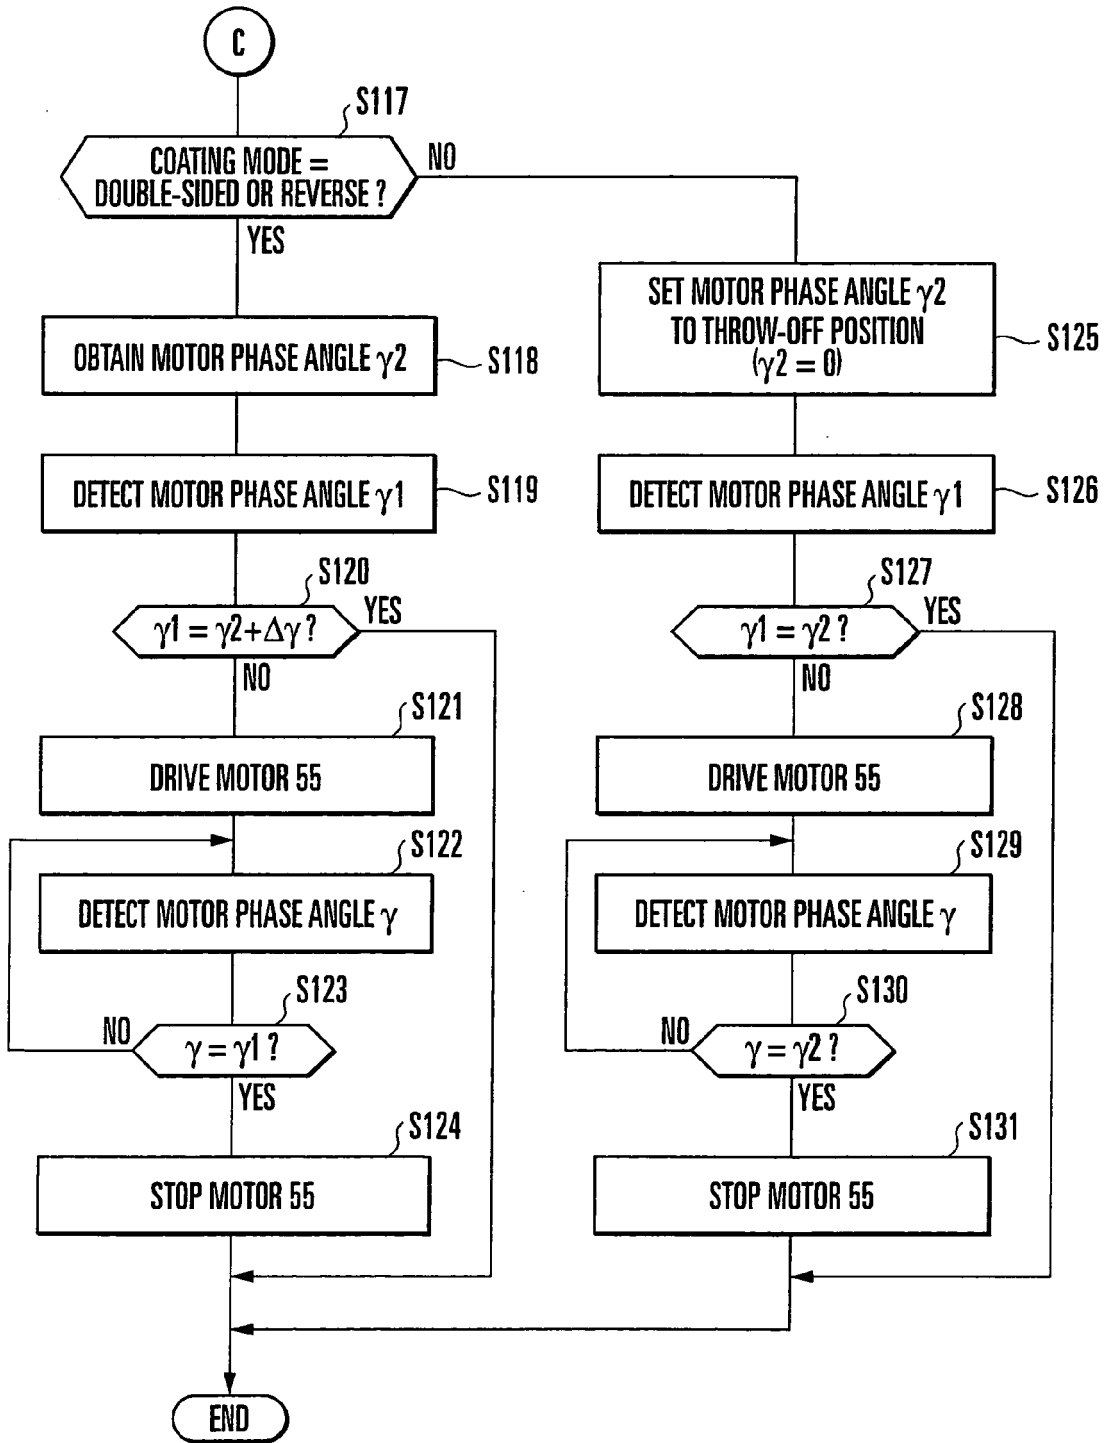 C
S117
COATING MODE =
DOUBLE-SIDED OR REVERSE ?
NO
YES
OBTAIN MOTOR PHASE ANGLE γ2
S118
DETECT MOTOR PHASE ANGLE γ1
S119
S120
γ1 = γ2+Δγ ?
YES
NO
S121
DRIVE MOTOR 55
S122
DETECT MOTOR PHASE ANGLE γ
S123
NO
γ = γ1 ?
YES
S124
STOP MOTOR 55
SET MOTOR PHASE ANGLE γ2
TO THROW-OFF POSITION
(γ2 = 0)
S125
DETECT MOTOR PHASE ANGLE γ1
S126
S127
γ1 = γ2 ?
YES
NO
S128
DRIVE MOTOR 55
S129
DETECT MOTOR PHASE ANGLE γ
S130
NO
γ = γ2 ?
YES
S131
STOP MOTOR 55
END